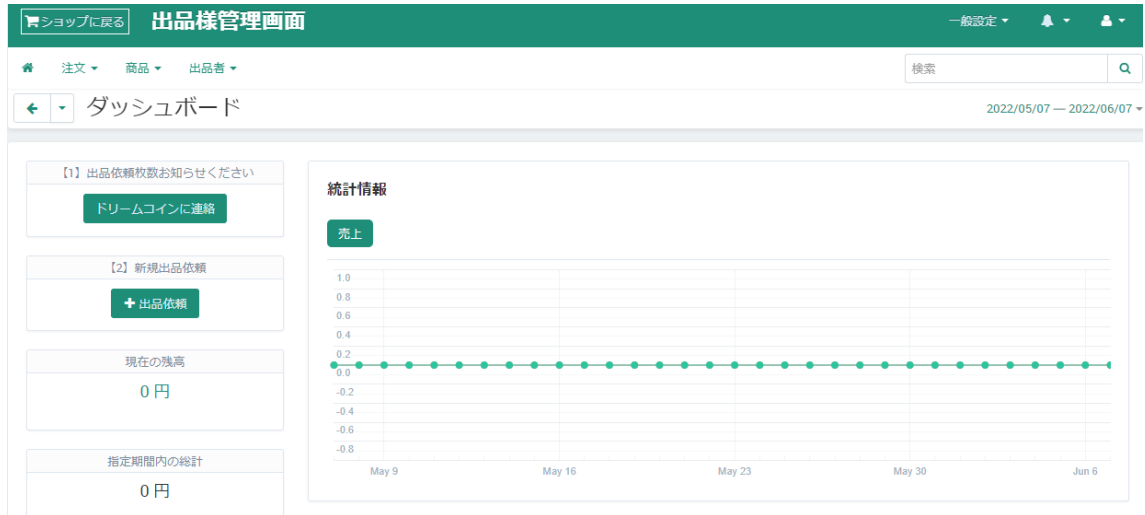 ショップに戻る 出品様管理画面 一般設定
注文 商品 出品者 検索
ダッシュボード 2022/05/07 — 2022/06/07
【1】出品依頼枚数お知らせください
ドリームコインに連絡
【2】新規出品依頼
+ 出品依頼
現在の残高
0 円
指定期間内の総計
0 円
統計情報
売上
1.0
0.8
0.6
0.4
0.2
0.0
-0.2
-0.4
-0.6
-0.8
May 9 May 16 May 23 May 30 Jun 6